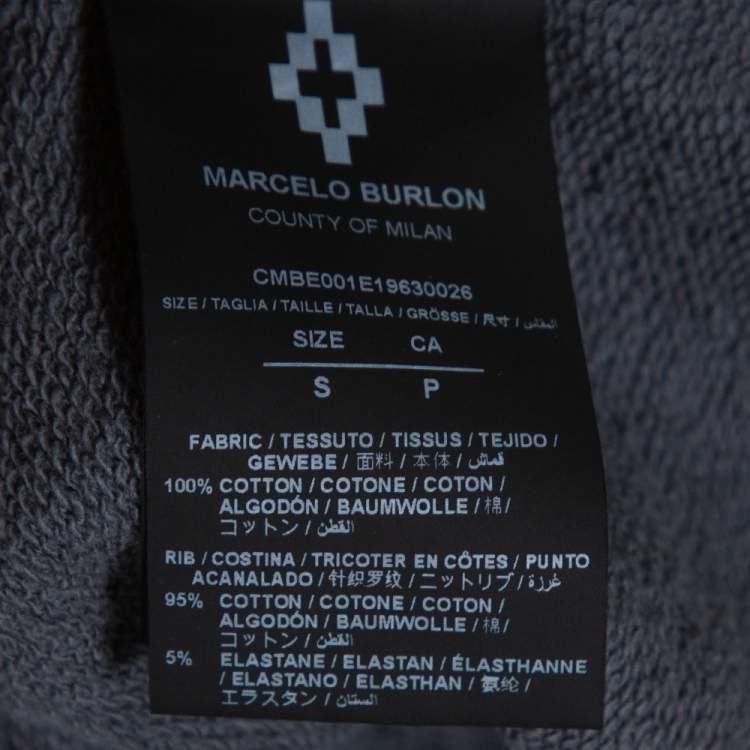 MARCELO BURLON
COUNTY OF MILAN
CMBE001E19630026
SIZE / TAGLIA / TAILLE / TALLA / GRÖSSE / 尺寸 / المقاس
SIZE CA
S P
FABRIC / TESSUTO / TISSUS / TEJIDO /
GEWEBE / 面料 / 本体 / قماش
100% COTTON / COTONE / COTON /
ALGODÓN / BAUMWOLLE / 棉 /
コットン / القطن
RIB / COSTINA / TRICOTER EN CÔTES / PUNTO
ACANALADO / 针织罗纹 / ニットリブ / غرزة
95% COTTON / COTONE / COTON /
ALGODÓN / BAUMWOLLE / 棉 /
コットン / القطن
5% ELASTANE / ELASTAN / ÉLASTHANNE
/ ELASTANO / ELASTHAN / 氨纶 /
エラスタン / الستان